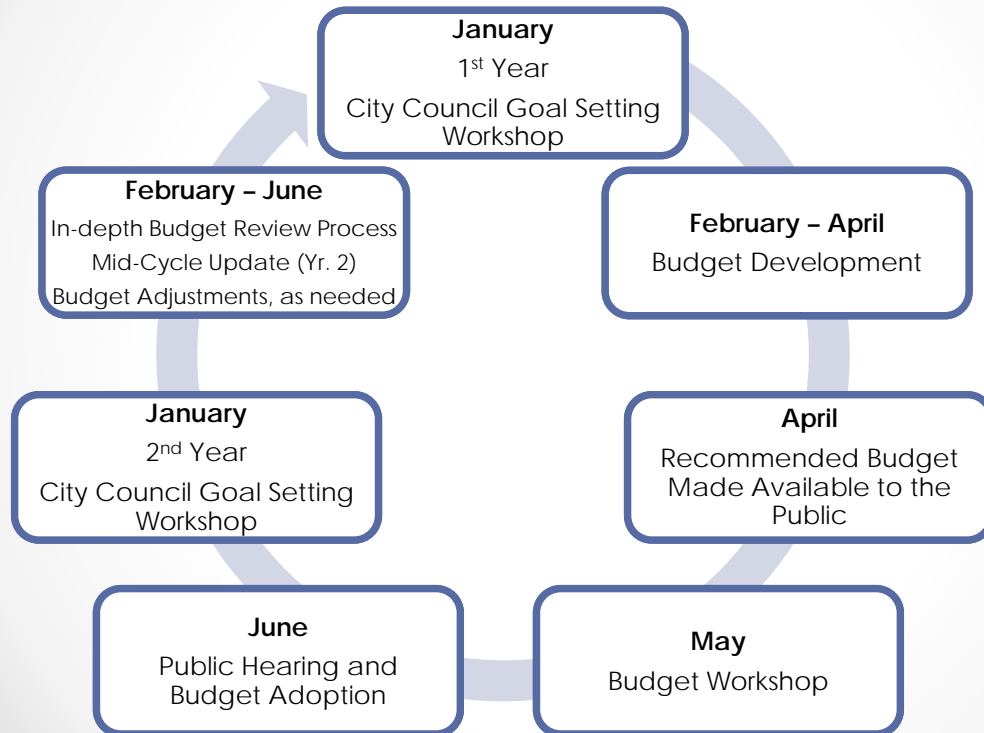 January
1st Year
City Council Goal Setting
Workshop
February – April
Budget Development
April
Recommended Budget
Made Available to the
Public
May
Budget Workshop
June
Public Hearing and
Budget Adoption
January
2nd Year
City Council Goal Setting
Workshop
February – June
In-depth Budget Review Process
Mid-Cycle Update (Yr. 2)
Budget Adjustments, as needed